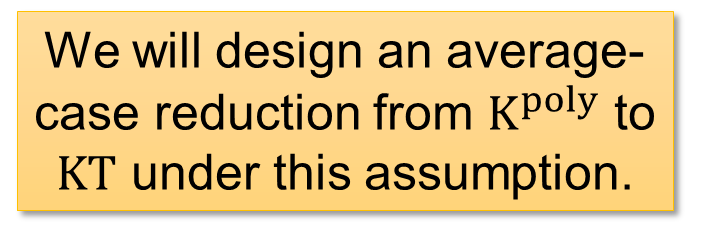 We will design an average-
case reduction from K^poly to
KT under this assumption.